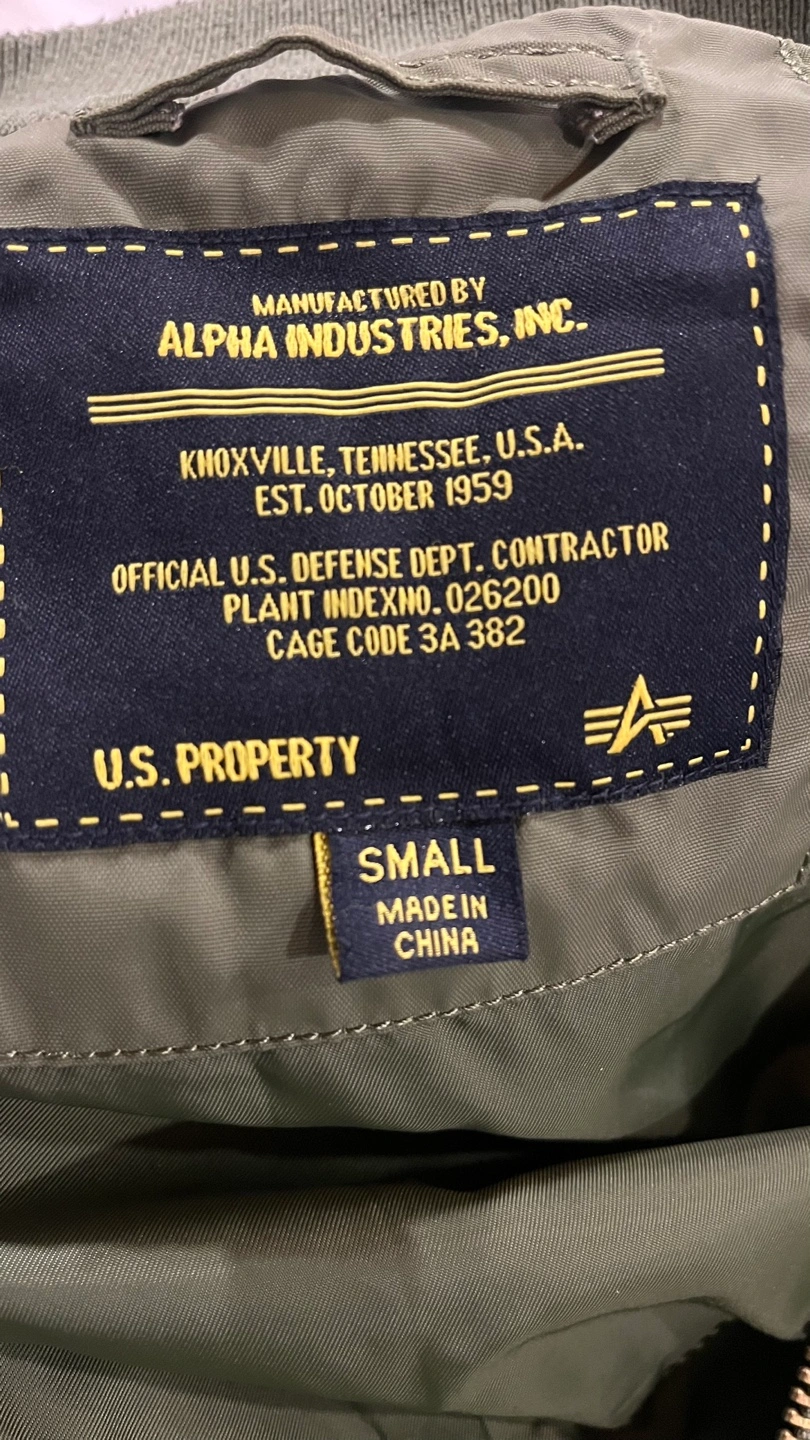 MANUFACTURED BY
ALPHA INDUSTRIES, INC.
KNOXVILLE, TENNESSEE, U.S.A.
EST. OCTOBER 1959
OFFICIAL U.S. DEFENSE DEPT. CONTRACTOR
PLANT INDEXNO. 026200
CAGE CODE 3A 382
U.S. PROPERTY
SMALL
MADE IN
CHINA